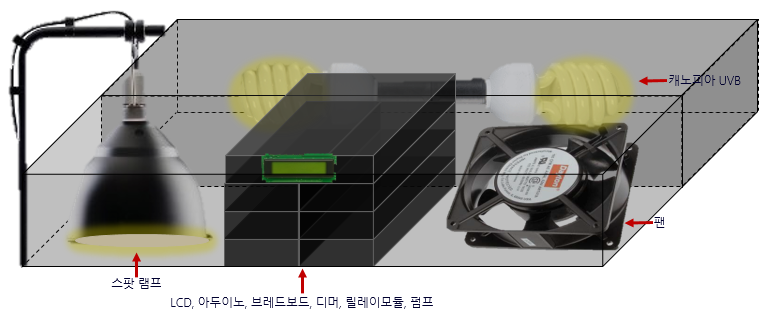 캐노피아 UVB
팬
스팟 램프
LCD, 아두이노, 브레드보드, 디머, 릴레이모듈, 펌프